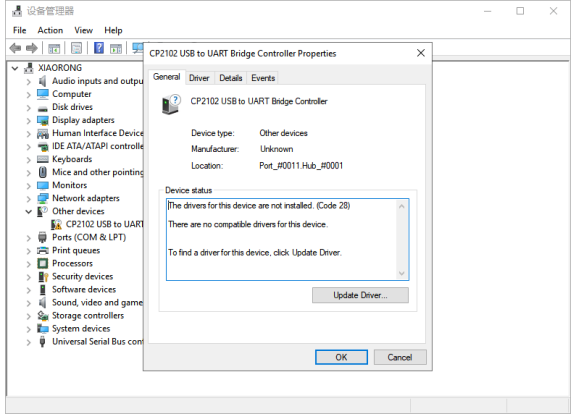 设备管理器
File Action View Help
XIAORONG
Audio inputs and outpu
Computer
Disk drives
Display adapters
Human Interface Device
IDE ATA/ATAPI controlle
Keyboards
Mice and other pointing
Monitors
Network adapters
Other devices
CP2102 USB to UART
Ports (COM & LPT)
Print queues
Processors
Security devices
Software devices
Sound, video and game
Storage controllers
System devices
Universal Serial Bus cont
CP2102 USB to UART Bridge Controller Properties
General Driver Details Events
CP2102 USB to UART Bridge Controller
Device type: Other devices
Manufacturer: Unknown
Location: Port_#0011.Hub_#0001
Device status
The drivers for this device are not installed. (Code 28)
There are no compatible drivers for this device.
To find a driver for this device, click Update Driver.
Update Driver...
OK Cancel